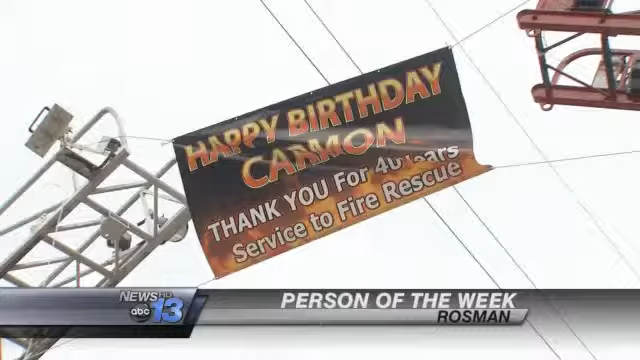 HAPPY BIRTHDAY
CARMON
THANK YOU For 40 Years
Service to Fire Rescue
NEWS HD
abc 13
PERSON OF THE WEEK
ROSMAN